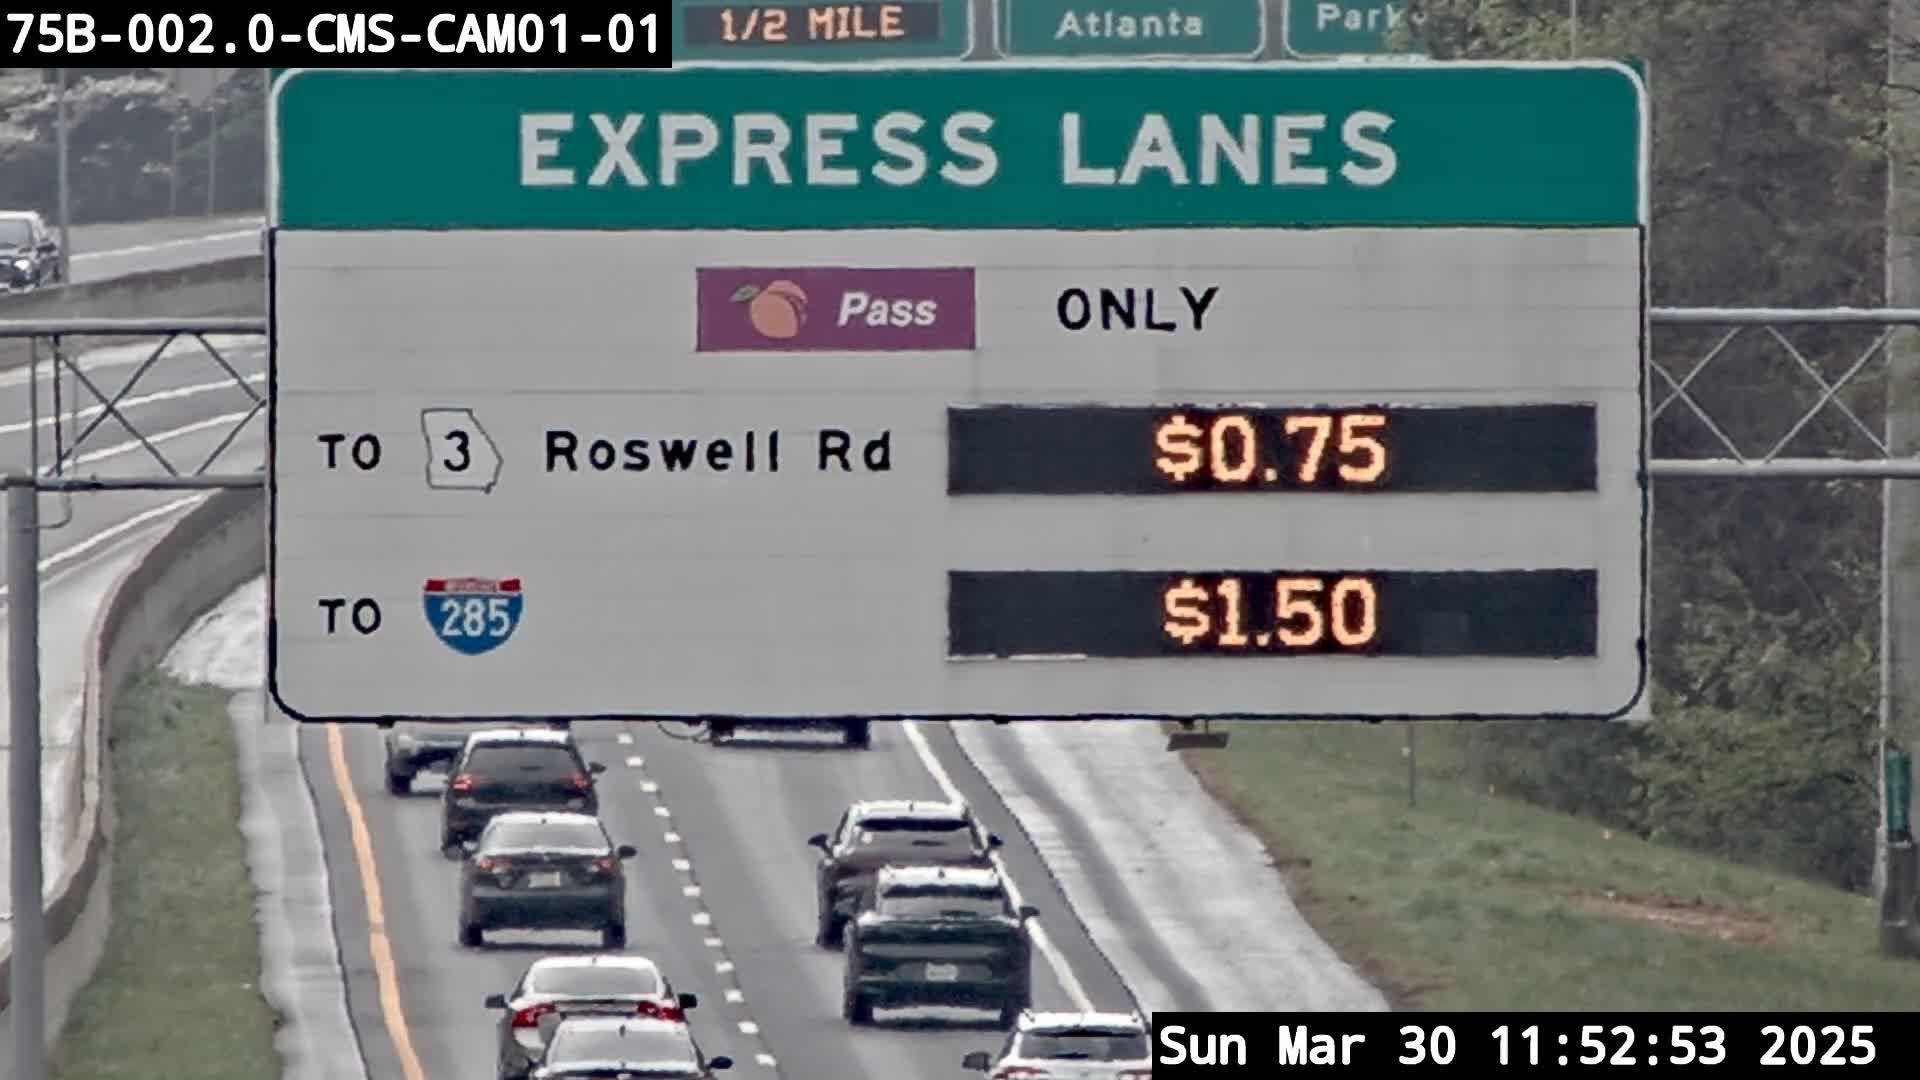 75B-002.0-CMS-CAM01-01
1/2 MILE
Atlanta
EXPRESS LANES
Pass ONLY
TO 3 Roswell Rd $0.75
TO 285 $1.50
Sun Mar 30 11:52:53 2025